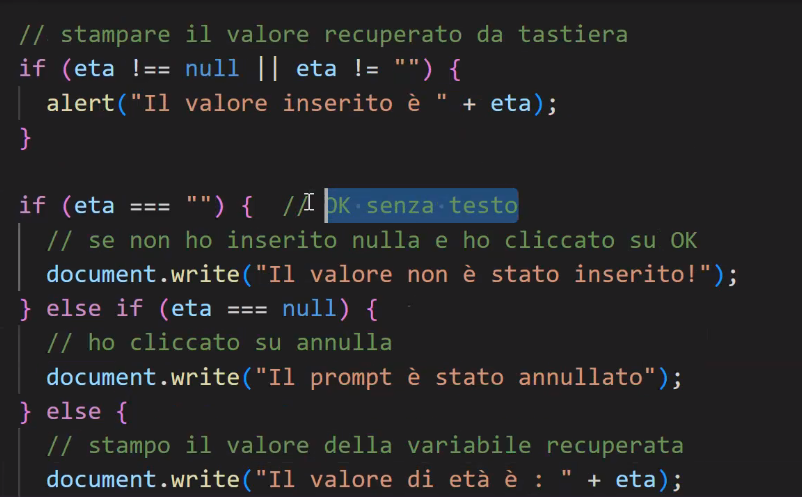 // stampare il valore recuperato da tastiera
if (eta !== null || eta != "") {
  alert("Il valore inserito è " + eta);
}

if (eta === "") {  // OK senza testo
  // se non ho inserito nulla e ho cliccato su OK
  document.write("Il valore non è stato inserito!");
} else if (eta === null) {
  // ho cliccato su annulla
  document.write("Il prompt è stato annullato");
} else {
  // stampo il valore della variabile recuperata
  document.write("Il valore di età è : " + eta);